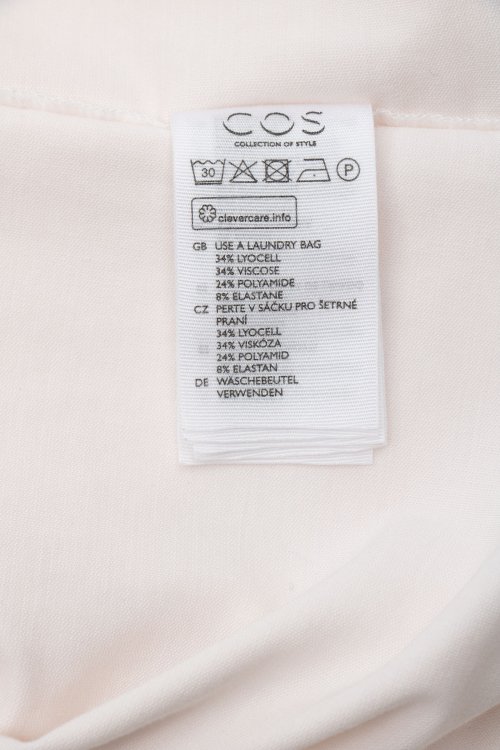 COS
COLLECTION OF STYLE
30 P
clevercare.info
GB USE A LAUNDRY BAG
34% LYOCELL
34% VISCOSE
24% POLYAMIDE
8% ELASTANE
CZ PERTE V SÁČKU PRO ŠETRNÉ
PRANÍ
34% LYOCELL
34% VISKÓZA
24% POLYAMID
8% ELASTAN
DE WÄSCHEBEUTEL
VERWENDEN